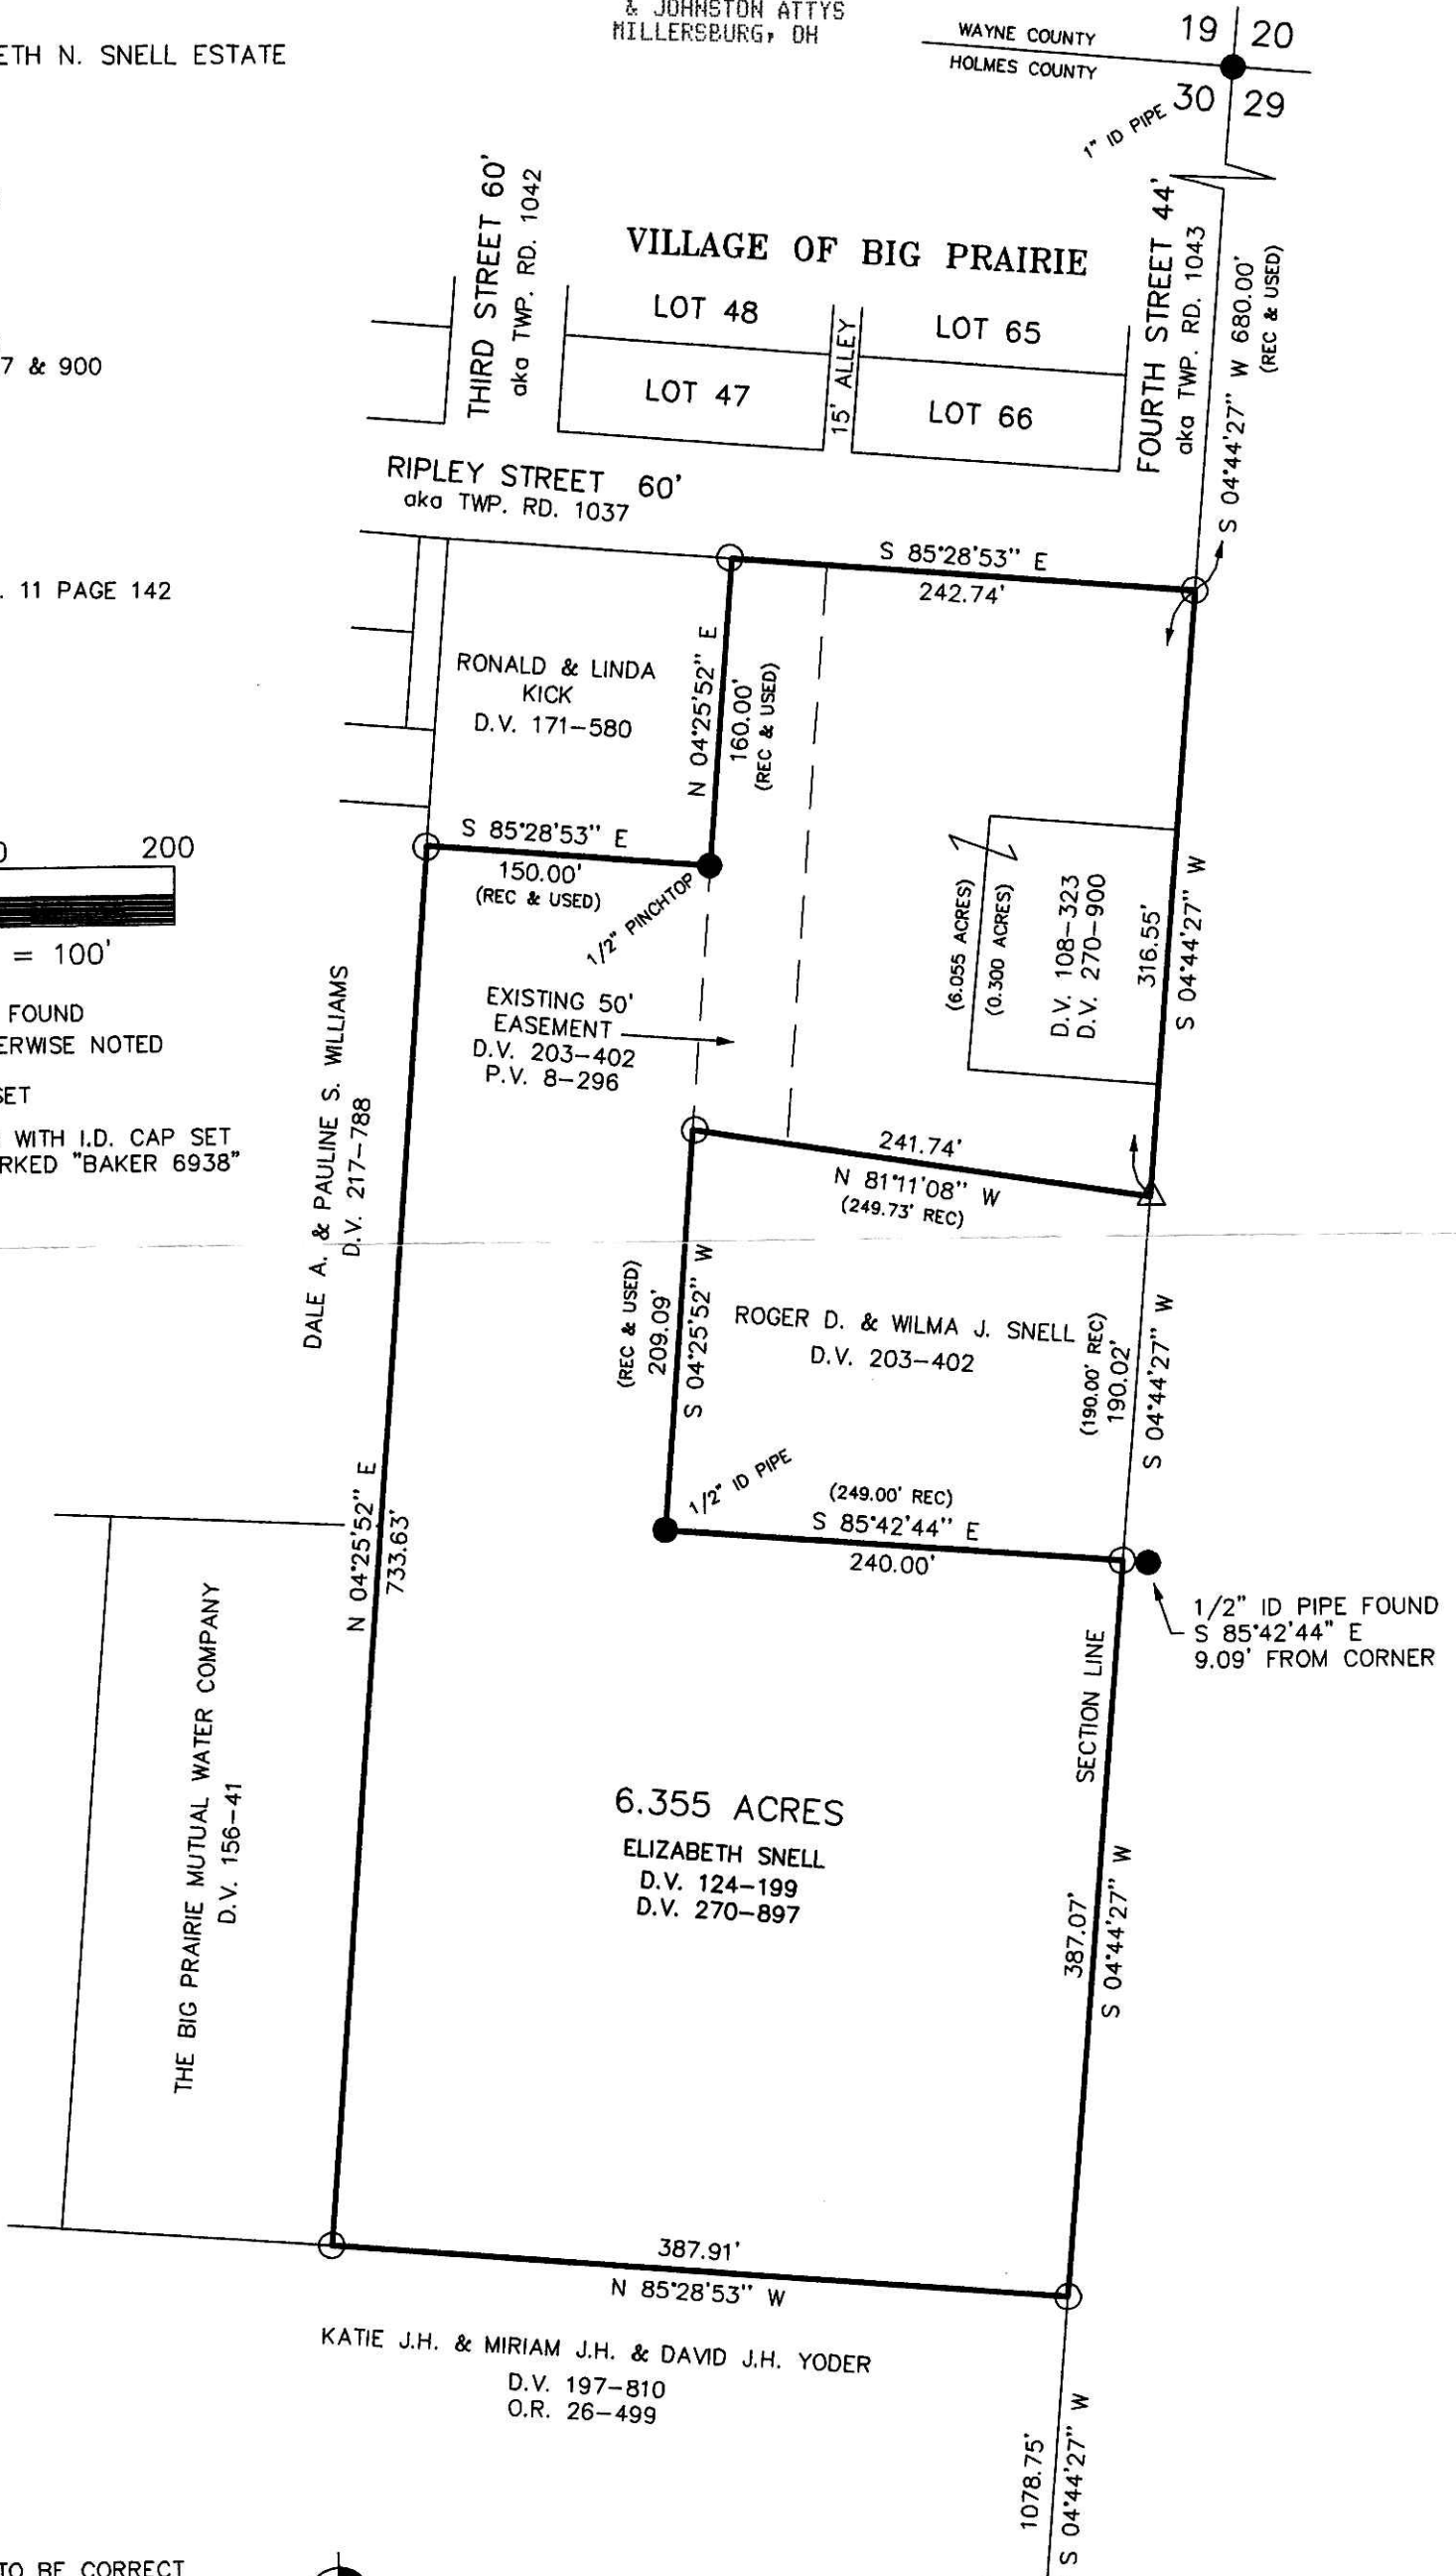 & JOHNSTON ATTYS
MILLERSBURG, OH
ETH N. SNELL ESTATE
WAYNE COUNTY
HOLMES COUNTY
19 20
30 29
1" ID PIPE
THIRD STREET 60'
aka TWP. RD. 1042
VILLAGE OF BIG PRAIRIE
FOURTH STREET 44'
aka TWP. RD. 1043
S 04°44'27" W 680.00'
(REC & USED)
LOT 48
LOT 65
7 & 900
LOT 47
15' ALLEY
LOT 66
RIPLEY STREET 60'
aka TWP. RD. 1037
S 85°28'53" E
242.74'
. 11 PAGE 142
RONALD & LINDA
KICK
D.V. 171-580
N 04°25'52" E
160.00'
(REC & USED)
S 85°28'53" E
150.00'
(REC & USED)
1/2" PINCHTOP
0 200
= 100'
(6.055 ACRES)
(0.300 ACRES)
D.V. 108-323
D.V. 270-900
316.55'
S 04°44'27" W
FOUND
ERWISE NOTED
SET
WITH I.D. CAP SET
RKED "BAKER 6938"
DALE A. & PAULINE S. WILLIAMS
D.V. 217-788
EXISTING 50'
EASEMENT
D.V. 203-402
P.V. 8-296
241.74'
N 81°11'08" W
(249.73' REC)
(REC & USED)
209.09'
S 04°25'52" W
ROGER D. & WILMA J. SNELL
D.V. 203-402
(190.00' REC)
190.02'
S 04°44'27" W
1/2" ID PIPE
(249.00' REC)
S 85°42'44" E
240.00'
N 04°25'52" E
733.63'
1/2" ID PIPE FOUND
S 85°42'44" E
9.09' FROM CORNER
SECTION LINE
THE BIG PRAIRIE MUTUAL WATER COMPANY
D.V. 156-41
6.355 ACRES
ELIZABETH SNELL
D.V. 124-199
D.V. 270-897
387.07'
S 04°44'27" W
387.91'
N 85°28'53" W
KATIE J.H. & MIRIAM J.H. & DAVID J.H. YODER
D.V. 197-810
O.R. 26-499
1078.75'
S 04°44'27" W
TO BE CORRECT